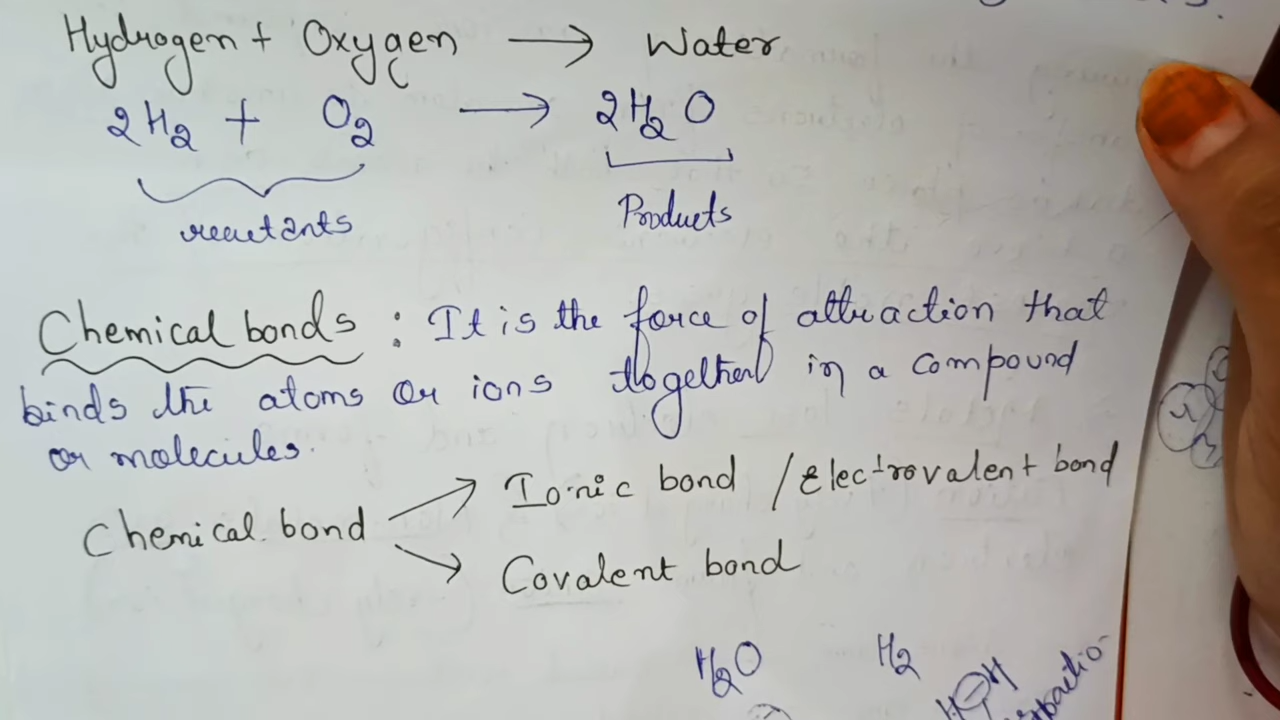 Hydrogen + Oxygen → Water
2H₂ + O₂ → 2H₂O
reactants Products
Chemical bonds : It is the force of attraction that
binds the atoms or ions together in a compound
or molecules.
Chemical bond
Ionic bond / Electrovalent bond
Covalent bond
H₂O H₂
H H